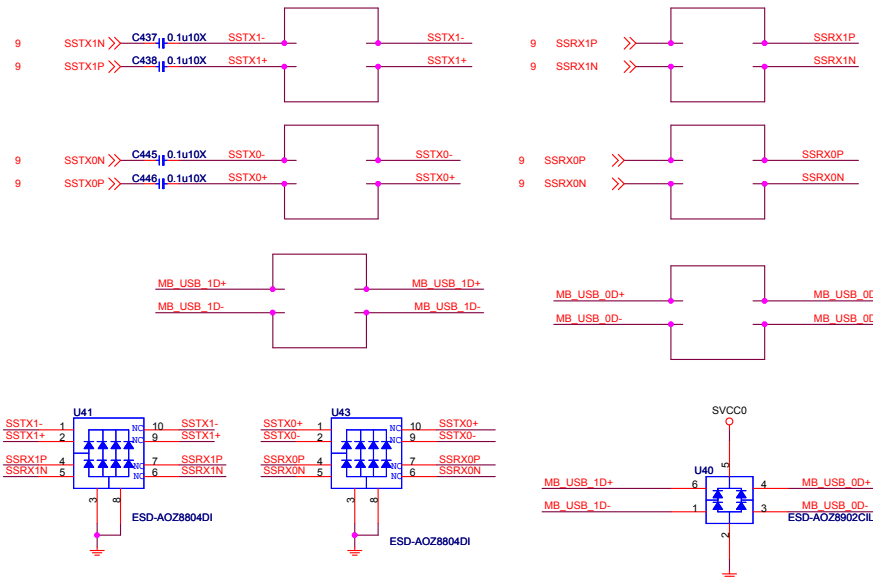 9 SSTX1N C437 0.1u10X SSTX1- SSTX1- 9 SSRX1P SSRX1P
9 SSTX1P C438 0.1u10X SSTX1+ SSTX1+ 9 SSRX1N SSRX1N
9 SSTX0N C445 0.1u10X SSTX0- SSTX0- 9 SSRX0P SSRX0P
9 SSTX0P C446 0.1u10X SSTX0+ SSTX0+ 9 SSRX0N SSRX0N
MB_USB_1D+ MB_USB_1D+ MB_USB_0D+ MB_USB_0D
MB_USB_1D- MB_USB_1D- MB_USB_0D- MB_USB_0D
U41 U43 SVCC0
SSTX1- 1 NC 10 SSTX1- SSTX0+ 1 NC 10 SSTX0+
SSTX1+ 2 NC 9 SSTX1+ SSTX0- 2 NC 9 SSTX0-
SSRX1P 4 NC 7 SSRX1P SSRX0P 4 NC 7 SSRX0P
SSRX1N 5 NC 6 SSRX1N SSRX0N 5 NC 6 SSRX0N
U40 5
MB_USB_1D+ 6 4 MB_USB_0D+
3 8 3 8
MB_USB_1D- 1 3 MB_USB_0D-
ESD-AOZ8804DI ESD-AOZ8902CIL
2
ESD-AOZ8804DI